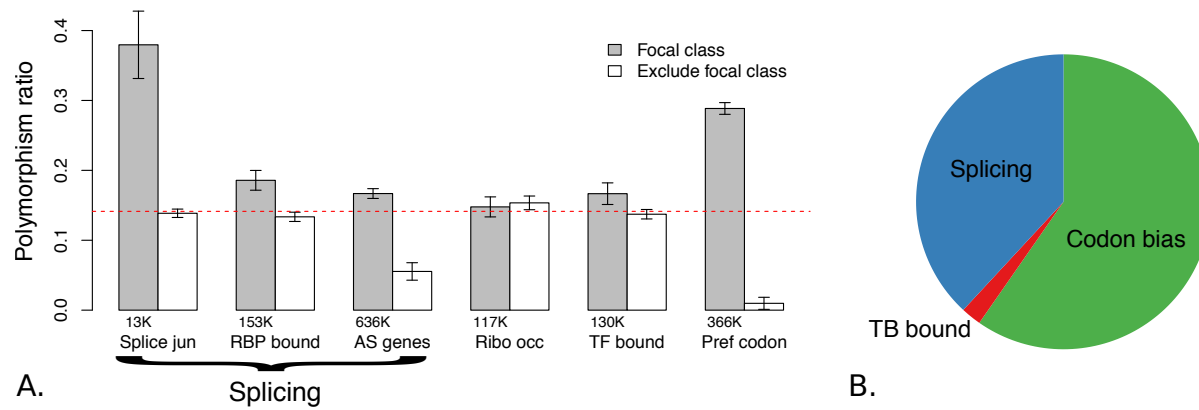 Polymorphism ratio
0.4
0.3
0.2
0.1
0.0
Focal class
Exclude focal class
13K 153K 636K 117K 130K 366K
Splice jun RBP bound AS genes Ribo occ TF bound Pref codon
Splicing
A.
Splicing
Codon bias
TB bound
B.